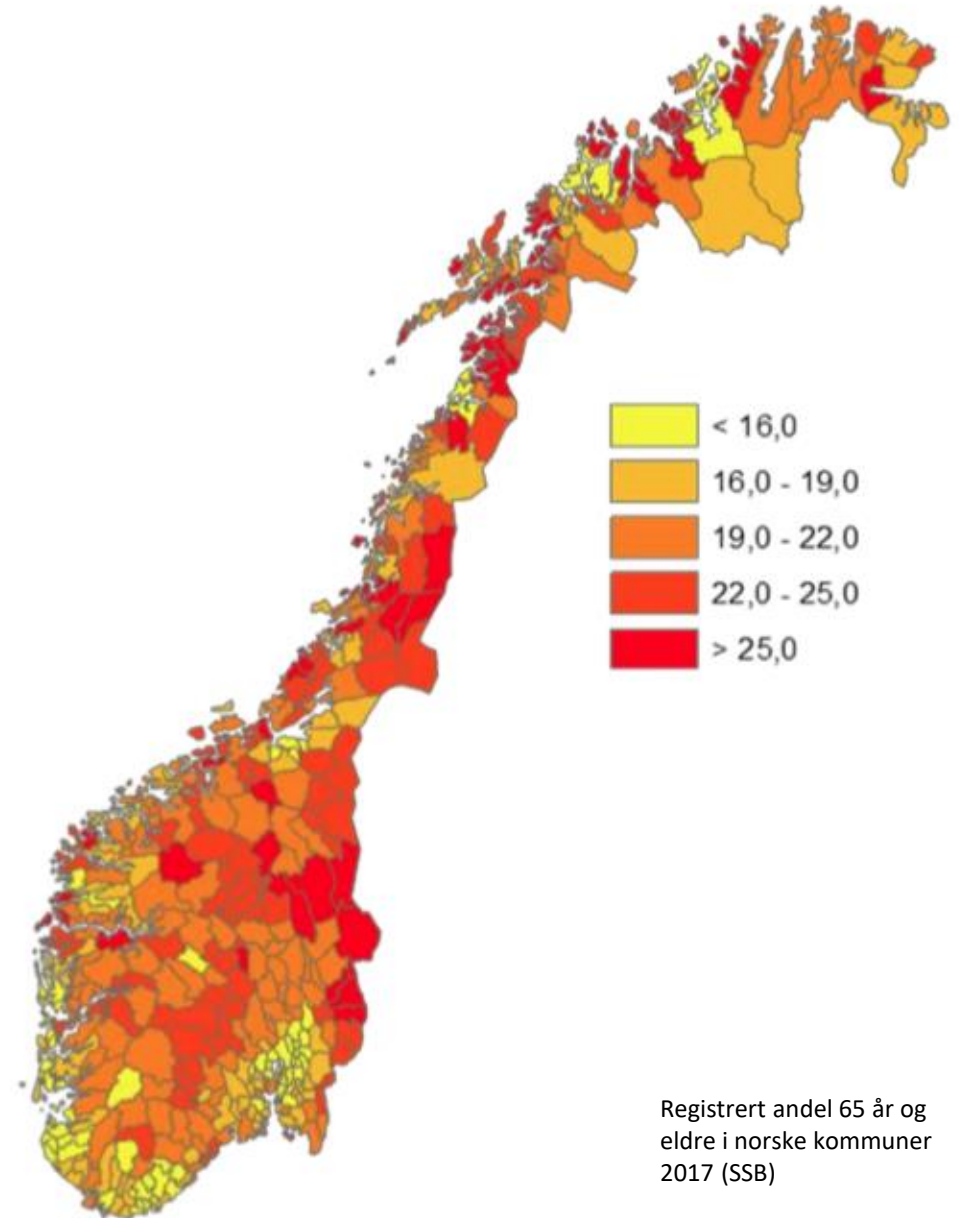 < 16,0
16,0 - 19,0
19,0 - 22,0
22,0 - 25,0
> 25,0
Registrert andel 65 år og
eldre i norske kommuner
2017 (SSB)